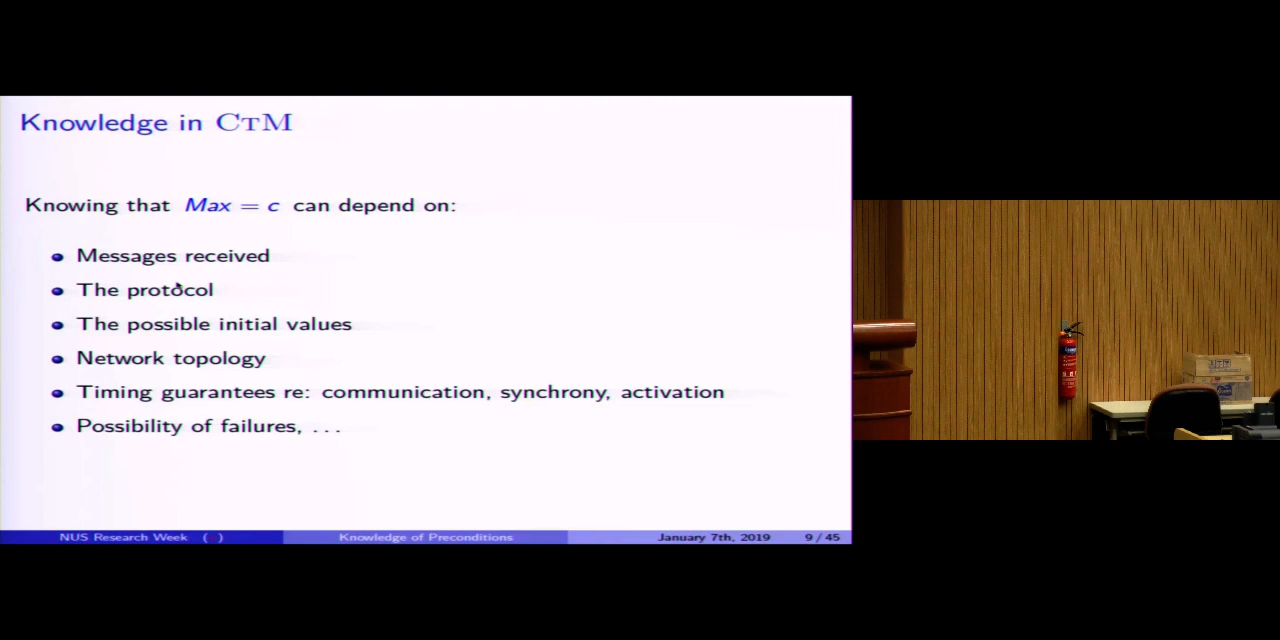 Knowledge in CTM
Knowing that Max = c can depend on:
Messages received
The protocol
The possible initial values
Network topology
Timing guarantees re: communication, synchrony, activation
Possibility of failures, ...
NUS Research Week ( ) Knowledge of Preconditions January 7th, 2019 9 / 45